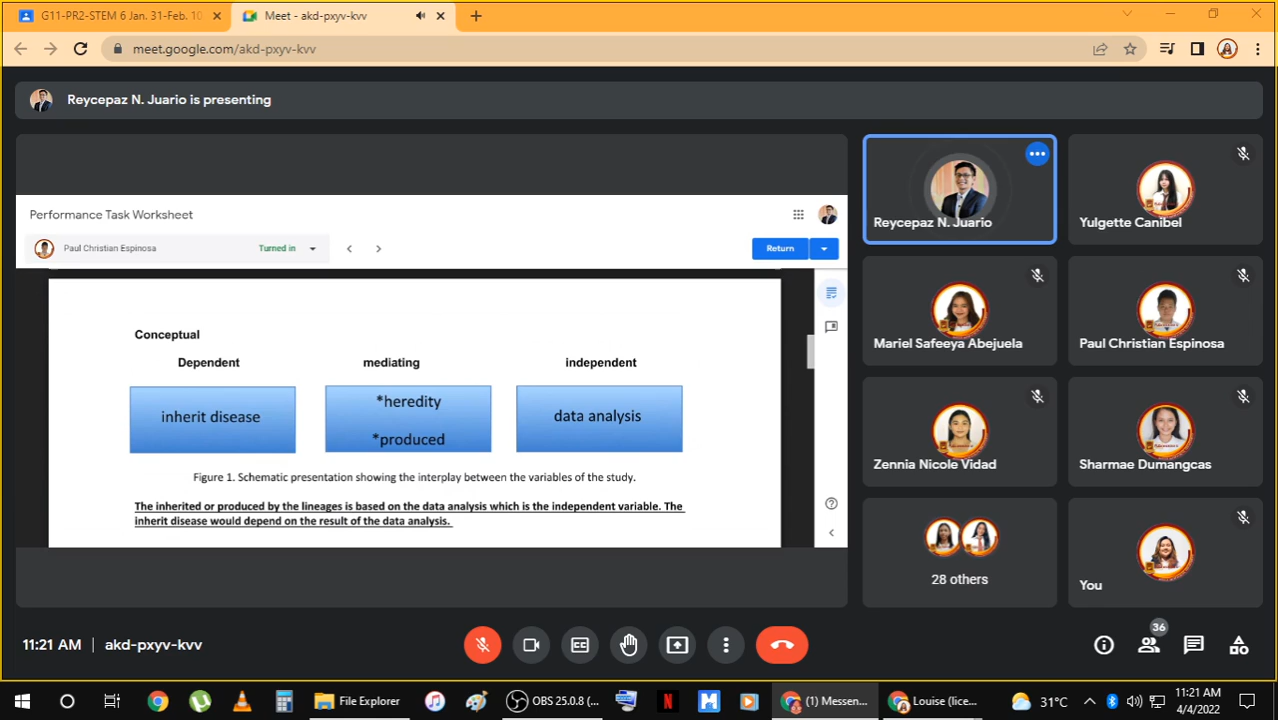 G11-PR2-STEM 6 Jan. 31-Feb. 10
Meet - akd-pxyv-kvv
meet.google.com/akd-pxyv-kvv
Reycepaz N. Juario is presenting
Performance Task Worksheet
Paul Christian Espinosa
Turned in
Return
Conceptual
Dependent mediating independent
inherit disease
*heredity
*produced
data analysis
Figure 1. Schematic presentation showing the interplay between the variables of the study.
The inherited or produced by the lineages is based on the data analysis which is the independent variable. The
inherit disease would depend on the result of the data analysis.
Reycepaz N. Juario
Yulgette Canibel
Mariel Safeeya Abejuela
Paul Christian Espinosa
Zennia Nicole Vidad
Sharmae Dumangcas
28 others
You
11:21 AM | akd-pxyv-kvv
36
File Explorer
OBS 25.0.8 (...
(1) Messen...
Louise (lice...
31°C
11:21 AM
4/4/2022